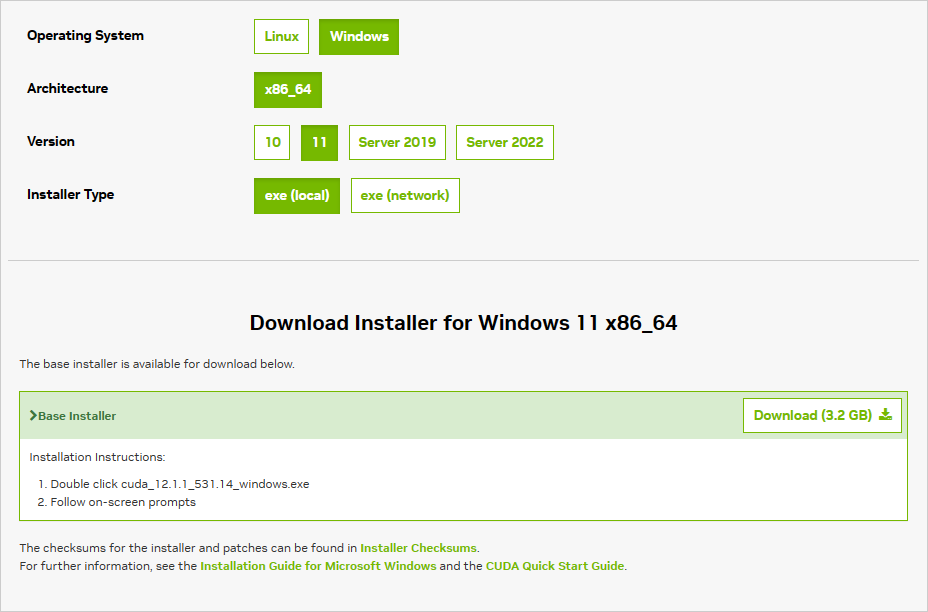 Operating System Linux Windows
Architecture x86_64
Version 10 11 Server 2019 Server 2022
Installer Type exe (local) exe (network)
Download Installer for Windows 11 x86_64
The base installer is available for download below.
Base Installer Download (3.2 GB)
Installation Instructions:
1. Double click cuda_12.1.1_531.14_windows.exe
2. Follow on-screen prompts
The checksums for the installer and patches can be found in Installer Checksums.
For further information, see the Installation Guide for Microsoft Windows and the CUDA Quick Start Guide.